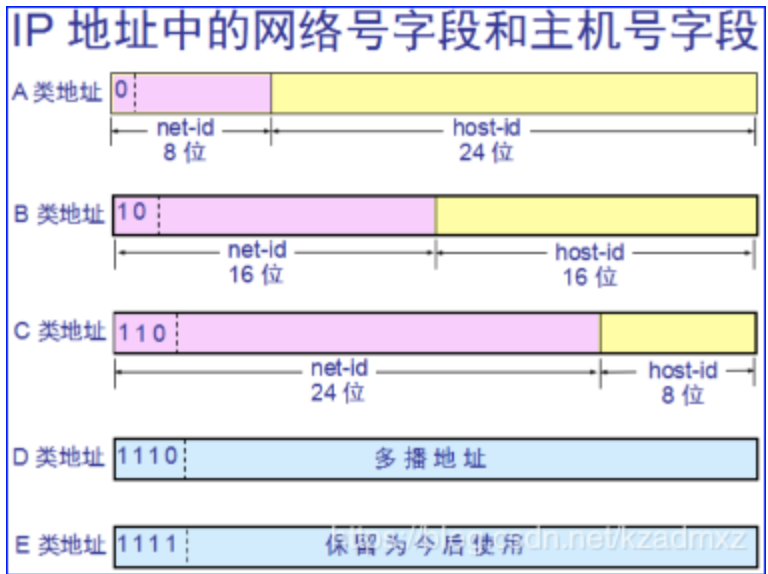 IP 地址中的网络号字段和主机号字段
A 类地址 0
net-id host-id
8 位 24 位
B 类地址 10
net-id host-id
16 位 16 位
C 类地址 110
net-id host-id
24 位 8 位
D 类地址 1110 多播地址
E 类地址 1111 保留为今后使用
https://blog.csdn.net/kzadmxz